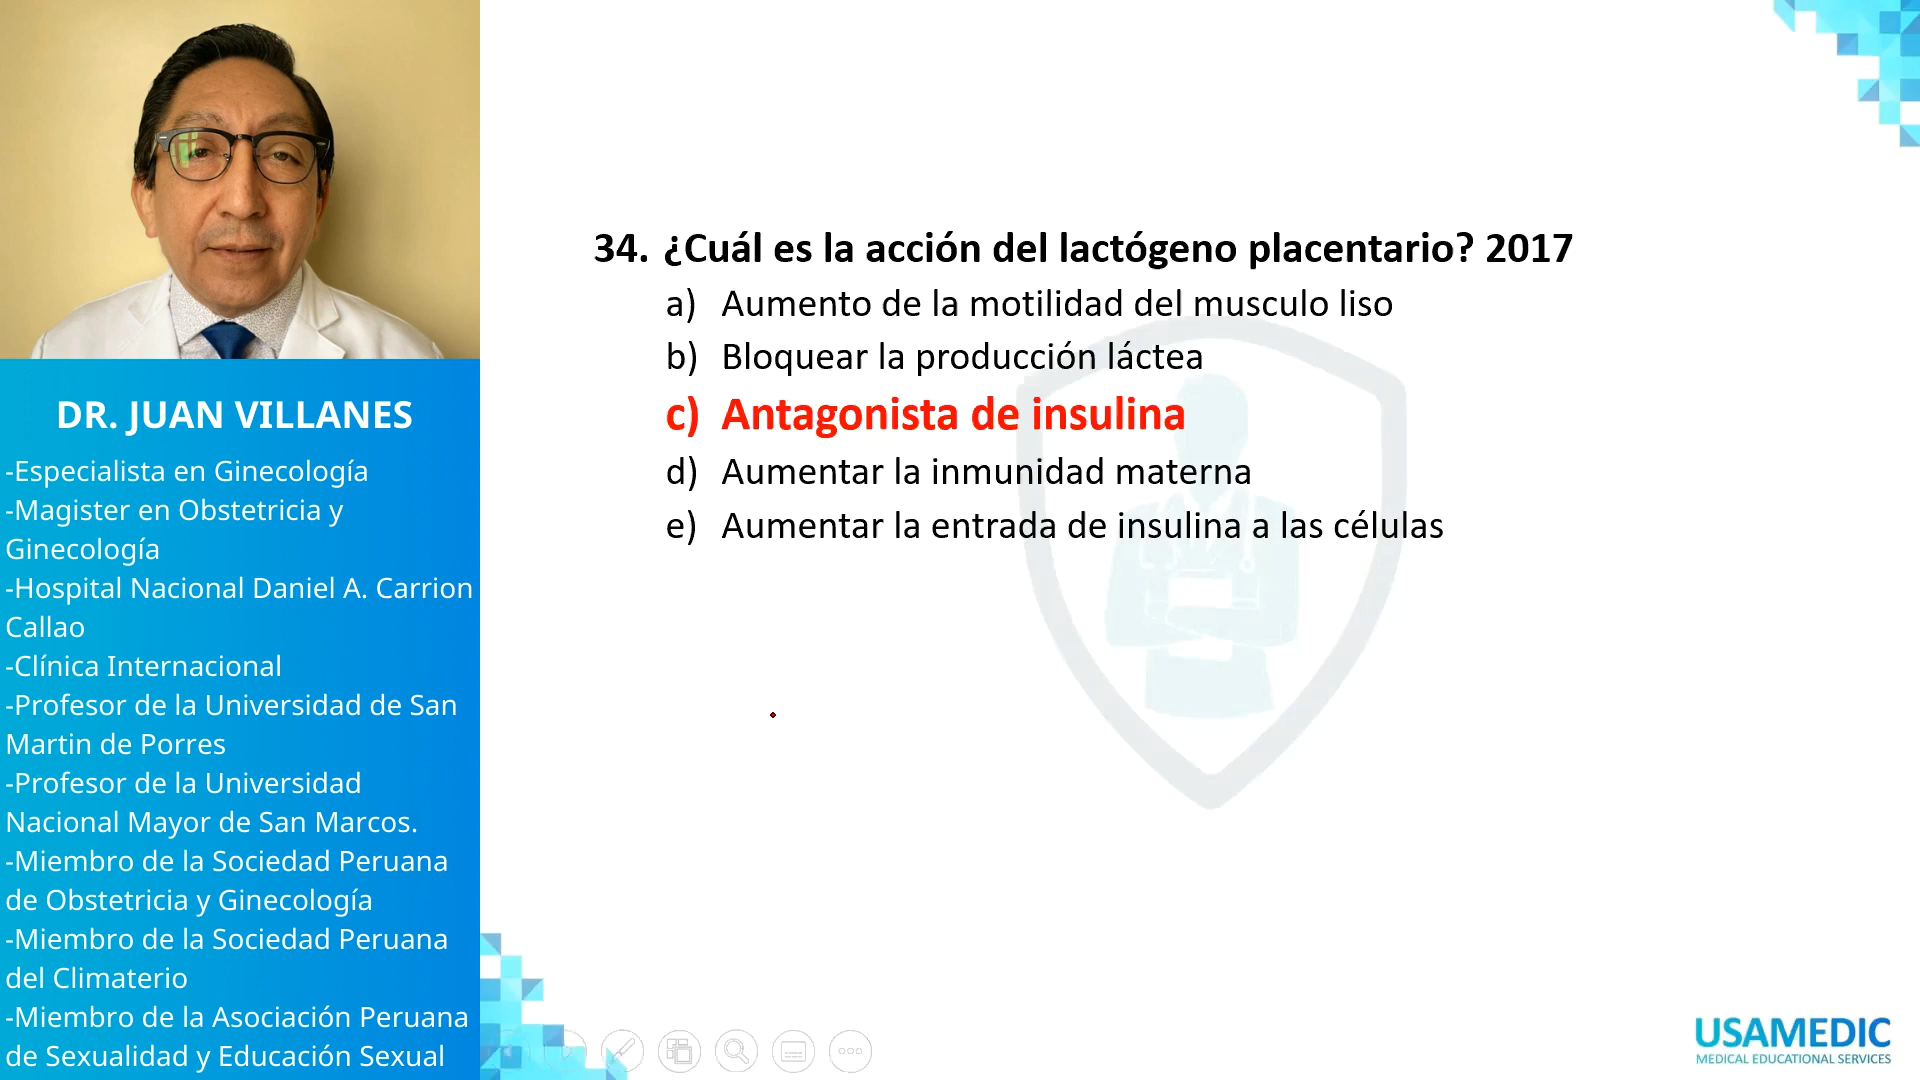 DR. JUAN VILLANES
-Especialista en Ginecología
-Magister en Obstetricia y
Ginecología
-Hospital Nacional Daniel A. Carrion
Callao
-Clínica Internacional
-Profesor de la Universidad de San
Martin de Porres
-Profesor de la Universidad
Nacional Mayor de San Marcos.
-Miembro de la Sociedad Peruana
de Obstetricia y Ginecología
-Miembro de la Sociedad Peruana
del Climaterio
-Miembro de la Asociación Peruana
de Sexualidad y Educación Sexual
34. ¿Cuál es la acción del lactógeno placentario? 2017
a) Aumento de la motilidad del musculo liso
b) Bloquear la producción láctea
c) Antagonista de insulina
d) Aumentar la inmunidad materna
e) Aumentar la entrada de insulina a las células
USAMEDIC
MEDICAL EDUCATIONAL SERVICES